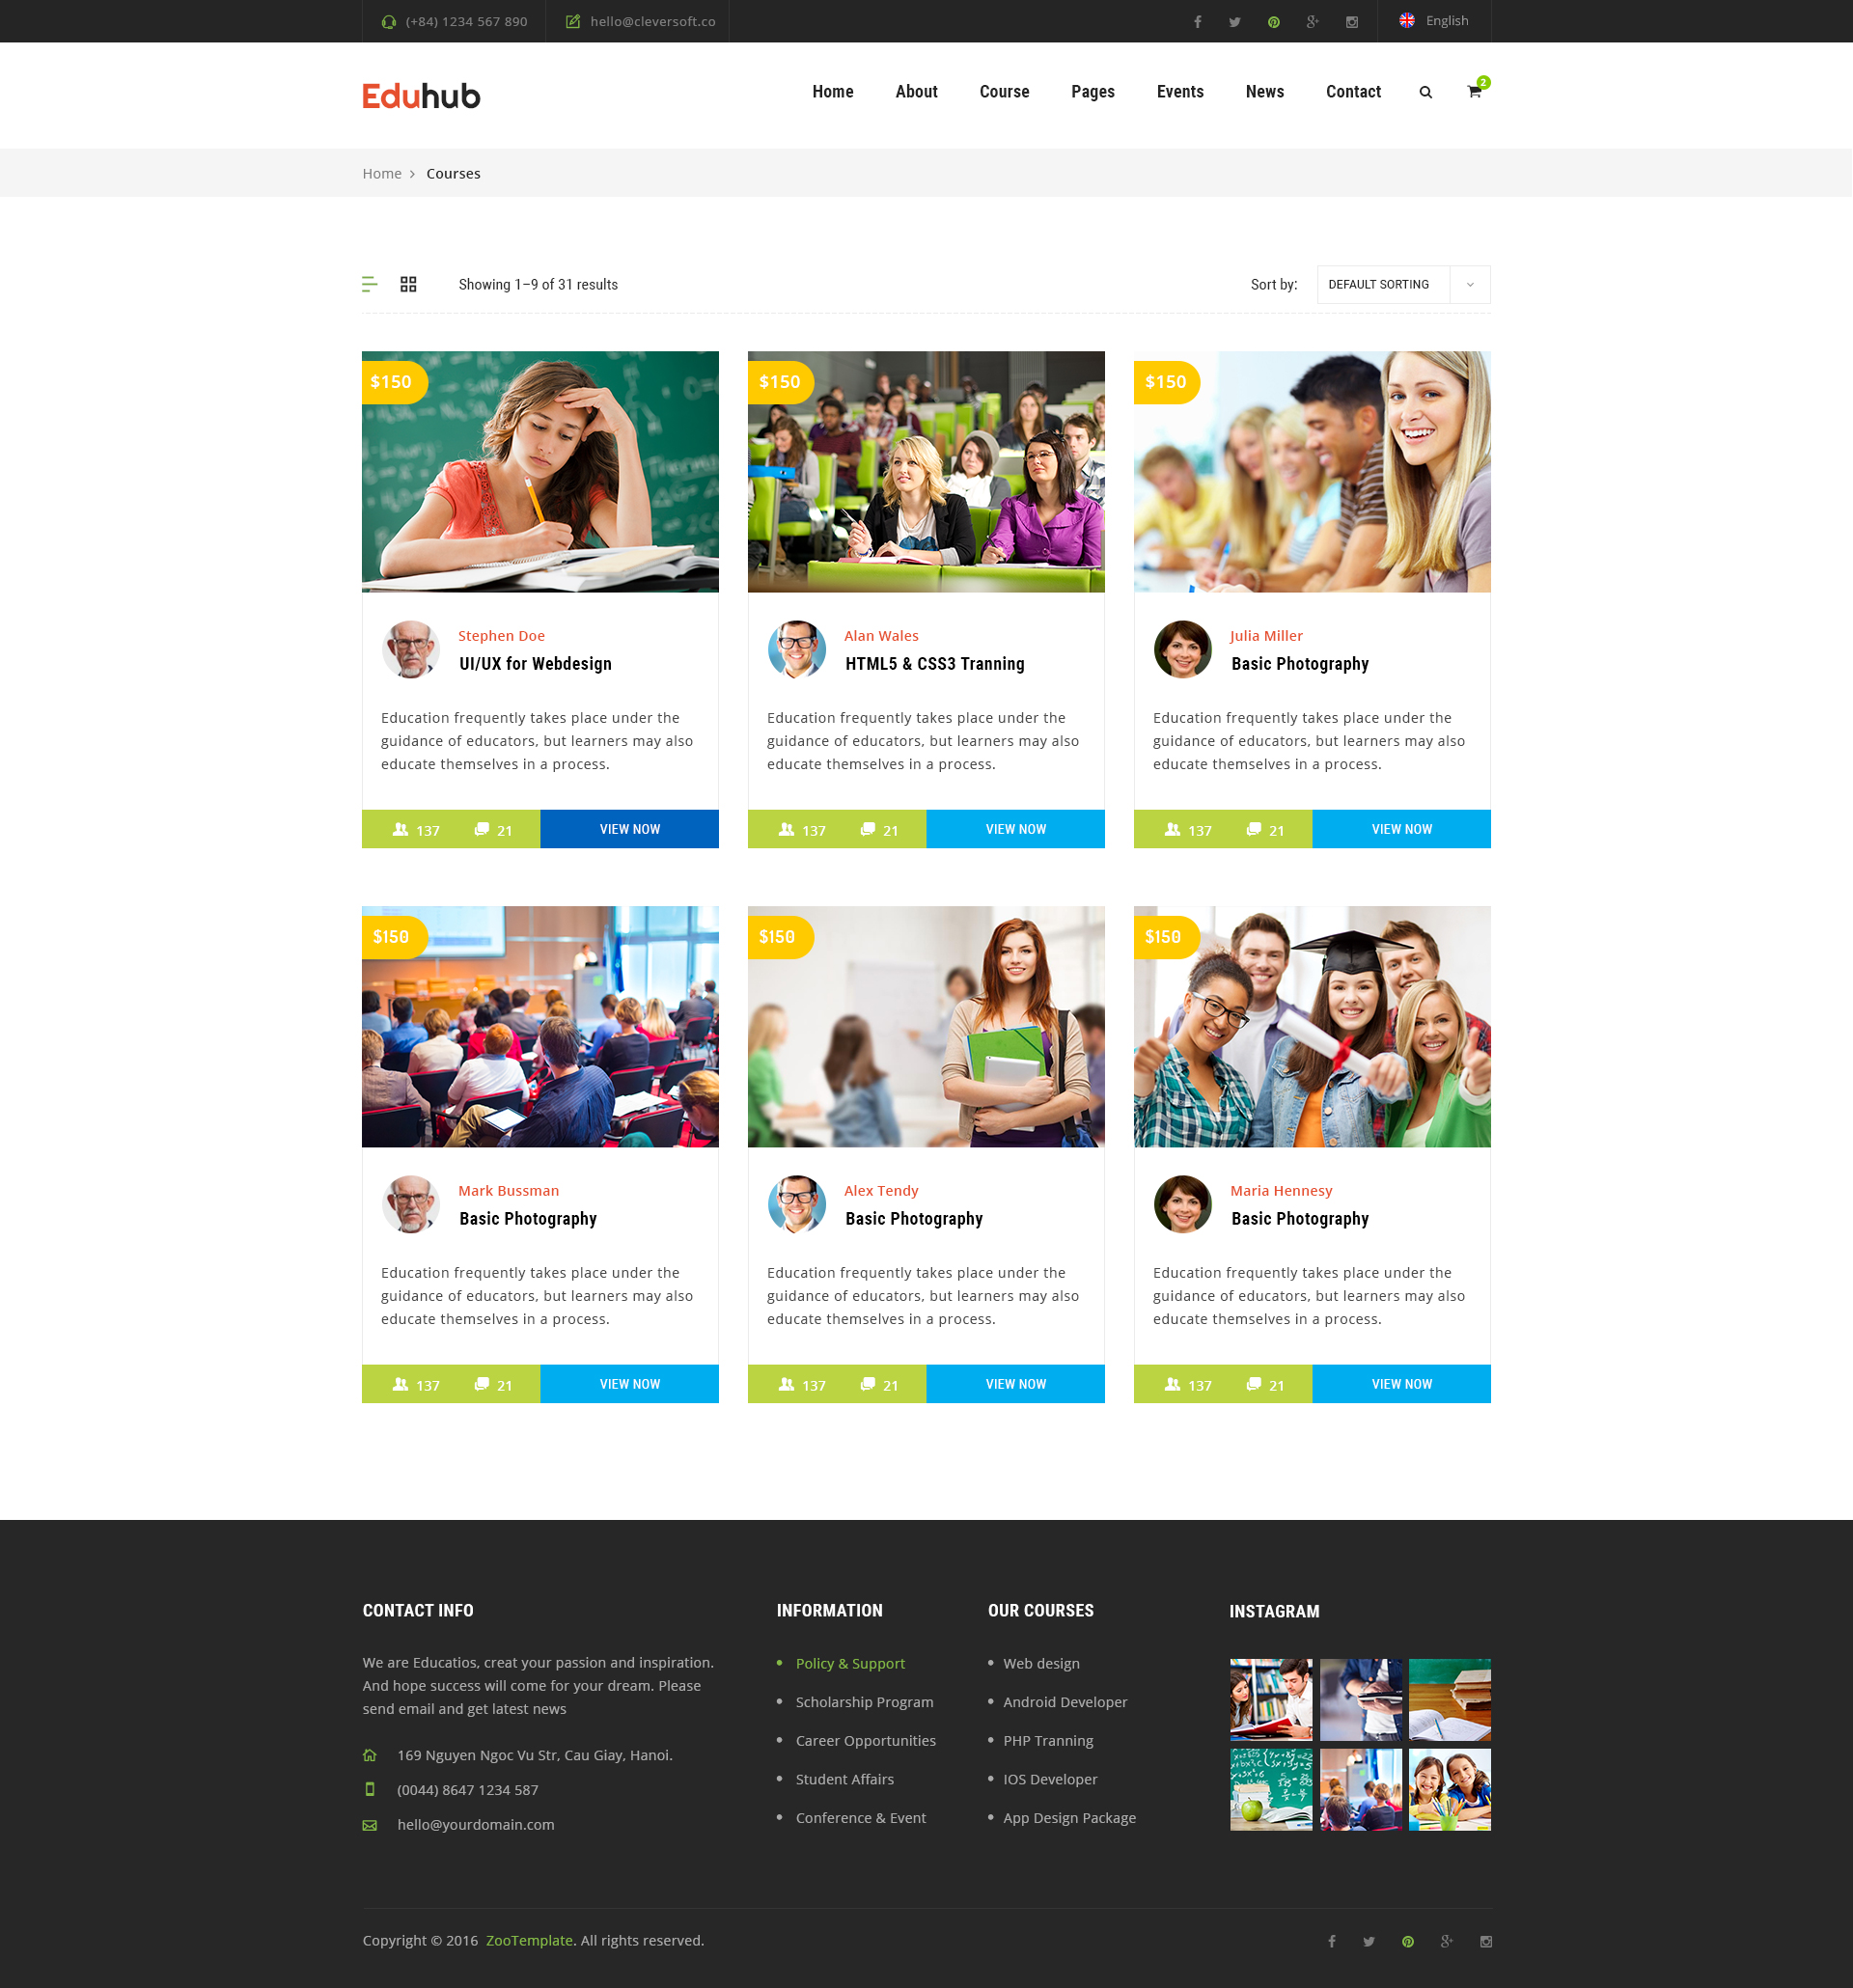 (+84) 1234 567 890
hello@cleversoft.co
English
Eduhub
Home
About
Course
Pages
Events
News
Contact
2
Home
Courses
Showing 1–9 of 31 results
Sort by:
DEFAULT SORTING
$150
$150
$150
Stephen Doe
UI/UX for Webdesign
Education frequently takes place under the
guidance of educators, but learners may also
educate themselves in a process.
137
21
VIEW NOW
Alan Wales
HTML5 & CSS3 Tranning
Education frequently takes place under the
guidance of educators, but learners may also
educate themselves in a process.
137
21
VIEW NOW
Julia Miller
Basic Photography
Education frequently takes place under the
guidance of educators, but learners may also
educate themselves in a process.
137
21
VIEW NOW
$150
$150
$150
Mark Bussman
Basic Photography
Education frequently takes place under the
guidance of educators, but learners may also
educate themselves in a process.
137
21
VIEW NOW
Alex Tendy
Basic Photography
Education frequently takes place under the
guidance of educators, but learners may also
educate themselves in a process.
137
21
VIEW NOW
Maria Hennesy
Basic Photography
Education frequently takes place under the
guidance of educators, but learners may also
educate themselves in a process.
137
21
VIEW NOW
CONTACT INFO
We are Educatios, creat your passion and inspiration.
And hope success will come for your dream. Please
send email and get latest news
169 Nguyen Ngoc Vu Str, Cau Giay, Hanoi.
(0044) 8647 1234 587
hello@yourdomain.com
INFORMATION
Policy & Support
Scholarship Program
Career Opportunities
Student Affairs
Conference & Event
OUR COURSES
Web design
Android Developer
PHP Tranning
IOS Developer
App Design Package
INSTAGRAM
Copyright © 2016 ZooTemplate. All rights reserved.